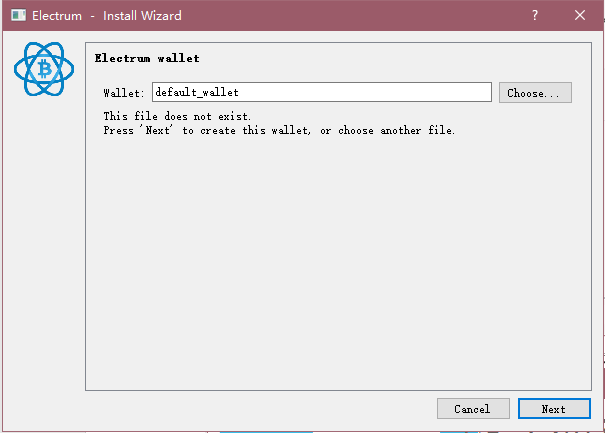 Electrum - Install Wizard
Electrum wallet
Wallet: default_wallet Choose...
This file does not exist.
Press 'Next' to create this wallet, or choose another file.
Cancel Next